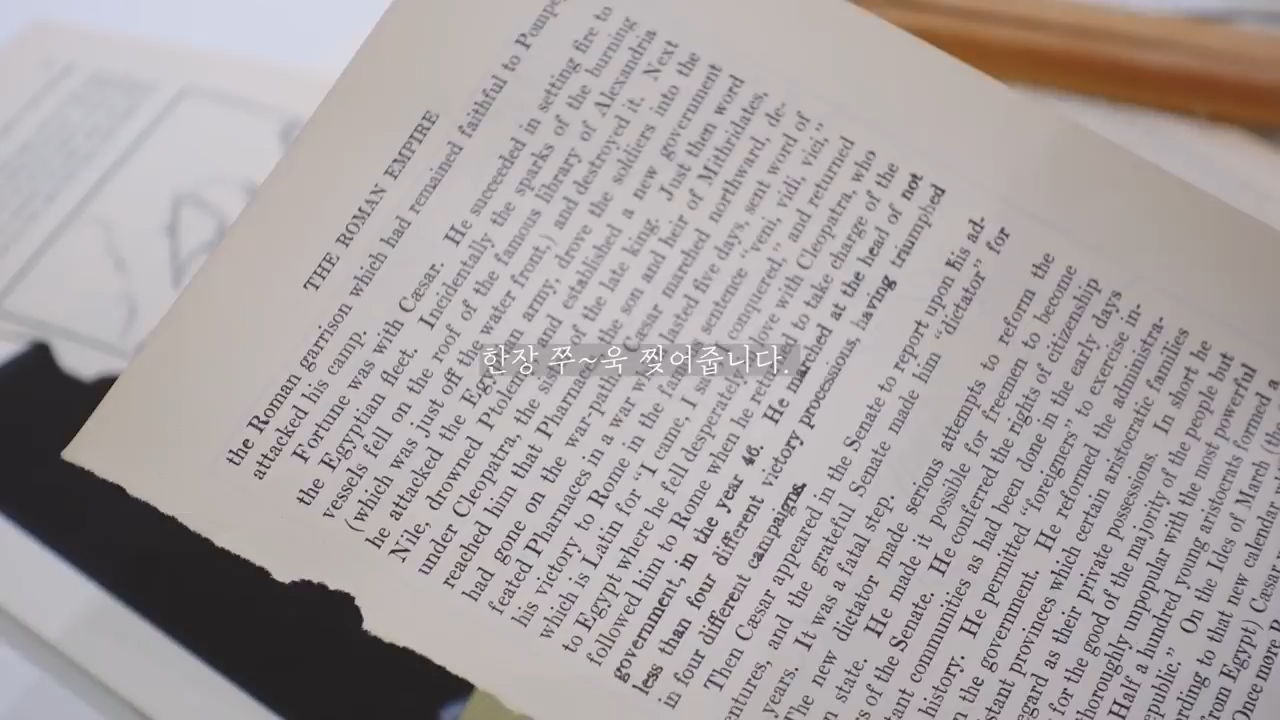 THE ROMAN EMPIRE
the Roman garrison which had remained faithful to
attacked his camp.
Fortune was with Cæsar. He succeeded in setting fire to
the Egyptian fleet. Incidentally the sparks of the burning
vessels fell on the roof of the famous library of Alexandria
(which was just off the water front,) and destroyed it. Next
he attacked the army, drove the soldiers into the
Nile, drowned and established a new government
under Cleopatra, the of the late king. Just then word
reached him that the son and heir of Mithridates,
had gone on the war-path. Cæsar marched northward, de-
feated Pharnaces in a war lasted five days, sent word of
his victory to Rome in the sentence "veni, vidi, vici,"
which is Latin for "I came, I conquered," and returned
to Egypt where he fell desperately love with Cleopatra, who
followed him to Rome when he to take charge of the
government, in the year 46. He marched at the head of not
less than four different victory processions, having triumphed
in four different campaigns.
Then Cæsar appeared in the Senate to report upon his ad-
entures, and the grateful Senate made him "dictator" for
years. It was a fatal step.
The new dictator made serious attempts to reform the
n state. He made it possible for freemen to become
s of the Senate. He conferred the rights of citizenship
tant communities as had been done in the early days
history. He permitted "foreigners" to exercise in-
n the government. He reformed the administra-
stant provinces which certain aristocratic families
egard as their private possessions. In short he
for the good of the majority of the people but
horoughly unpopular with the most powerful
Half a hundred young aristocrats formed a
public." On the Ides of March
rding to that new calendar
rom Egypt) Cæsar
Once more
한장 쭈~욱 찢어줍니다.